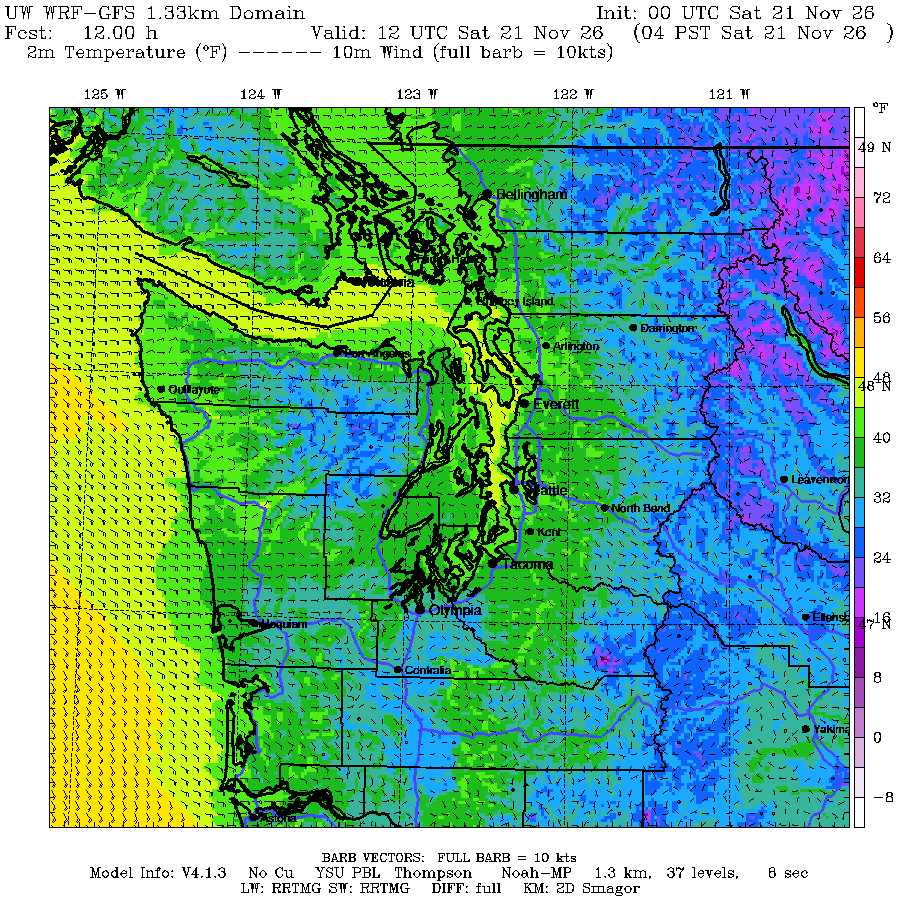 UW WRF-GFS 1.33km Domain Init: 00 UTC Sat 21 Nov 26
Fcst: 12.00 h Valid: 12 UTC Sat 21 Nov 26 (04 PST Sat 21 Nov 26 )
2m Temperature (°F) ------ 10m Wind (full barb = 10kts)
125 W 124 W 123 W 122 W 121 W
°F
49 N
Bellingham
72
64
Whidbey Island
56
Darrington
Arlington
Port Angeles
48
48 N
Quillayute
Everett
40
Leavenwor
Seattle
32
North Bend
Kent
24
Tacoma
Olympia
16
Ellensb
Hoquiam
47 N
Centralia
8
Yakima
0
-8
Astoria
BARB VECTORS: FULL BARB = 10 kts
Model Info: V4.1.3 No Cu YSU PBL Thompson Noah-MP 1.3 km, 37 levels, 8 sec
LW: RRTMG SW: RRTMG DIFF: full KM: 2D Smagor